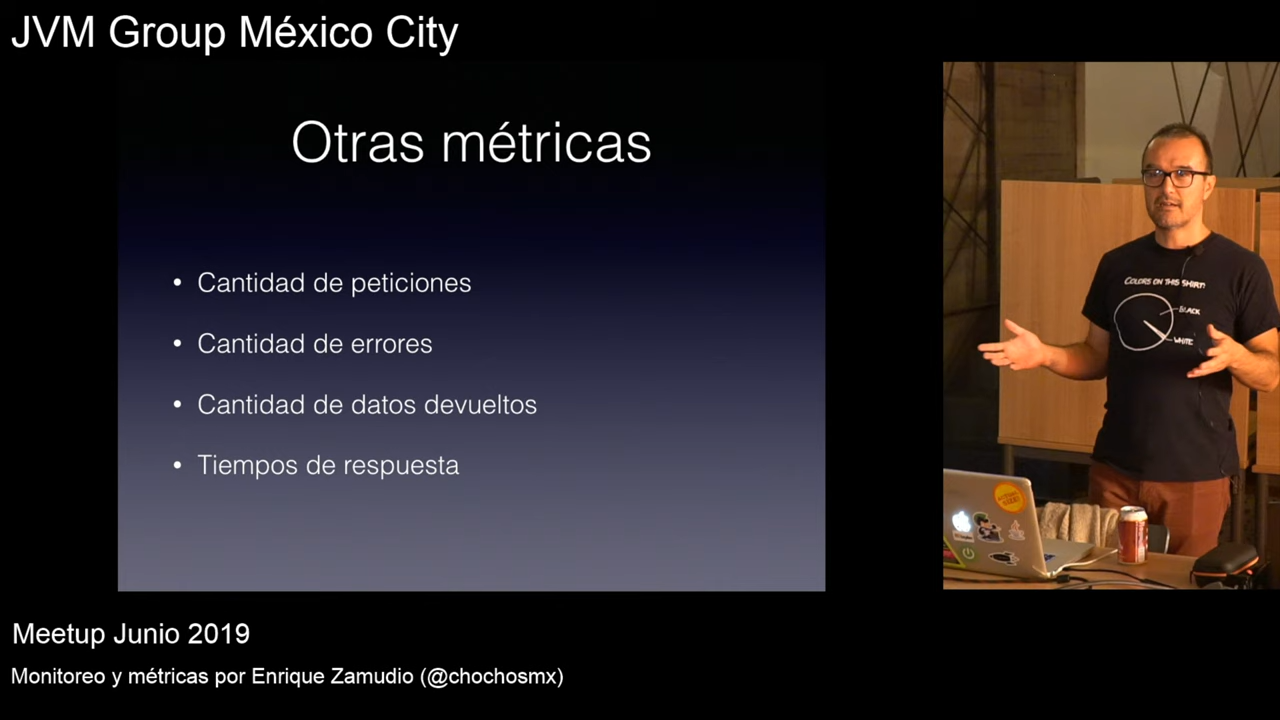 JVM Group México City
Otras métricas
• Cantidad de peticiones
• Cantidad de errores
• Cantidad de datos devueltos
• Tiempos de respuesta
COLORS ON THIS SHIRT:
BLACK
WHITE
Meetup Junio 2019
Monitoreo y métricas por Enrique Zamudio (@chochosmx)